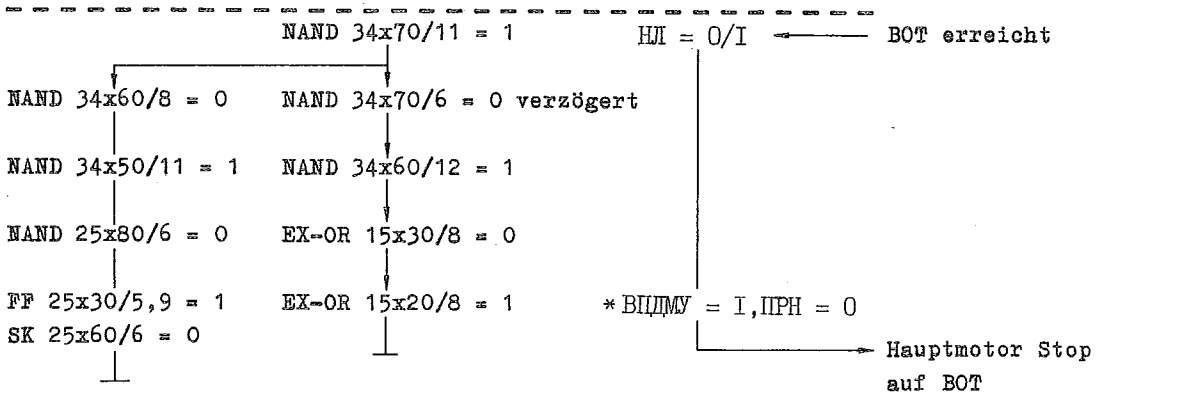 NAND 34x70/11 = 1 НЛ = 0/I BOT erreicht
NAND 34x60/8 = 0 NAND 34x70/6 = 0 verzögert
NAND 34x50/11 = 1 NAND 34x60/12 = 1
NAND 25x80/6 = 0 EX-OR 15x30/8 = 0
FF 25x30/5,9 = 1 EX-OR 15x20/8 = 1 *ВЦДМУ = I,ПРН = 0
SK 25x60/6 = 0
Hauptmotor Stop
auf BOT